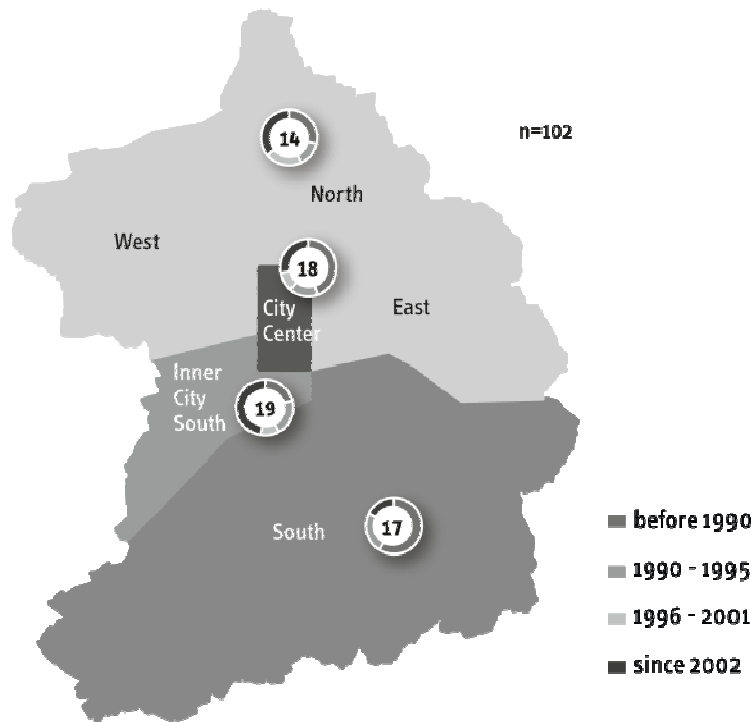 14
n=102
North
West
18
City
Center
East
Inner
City
South
19
South
17
before 1990
1990 - 1995
1996 - 2001
since 2002